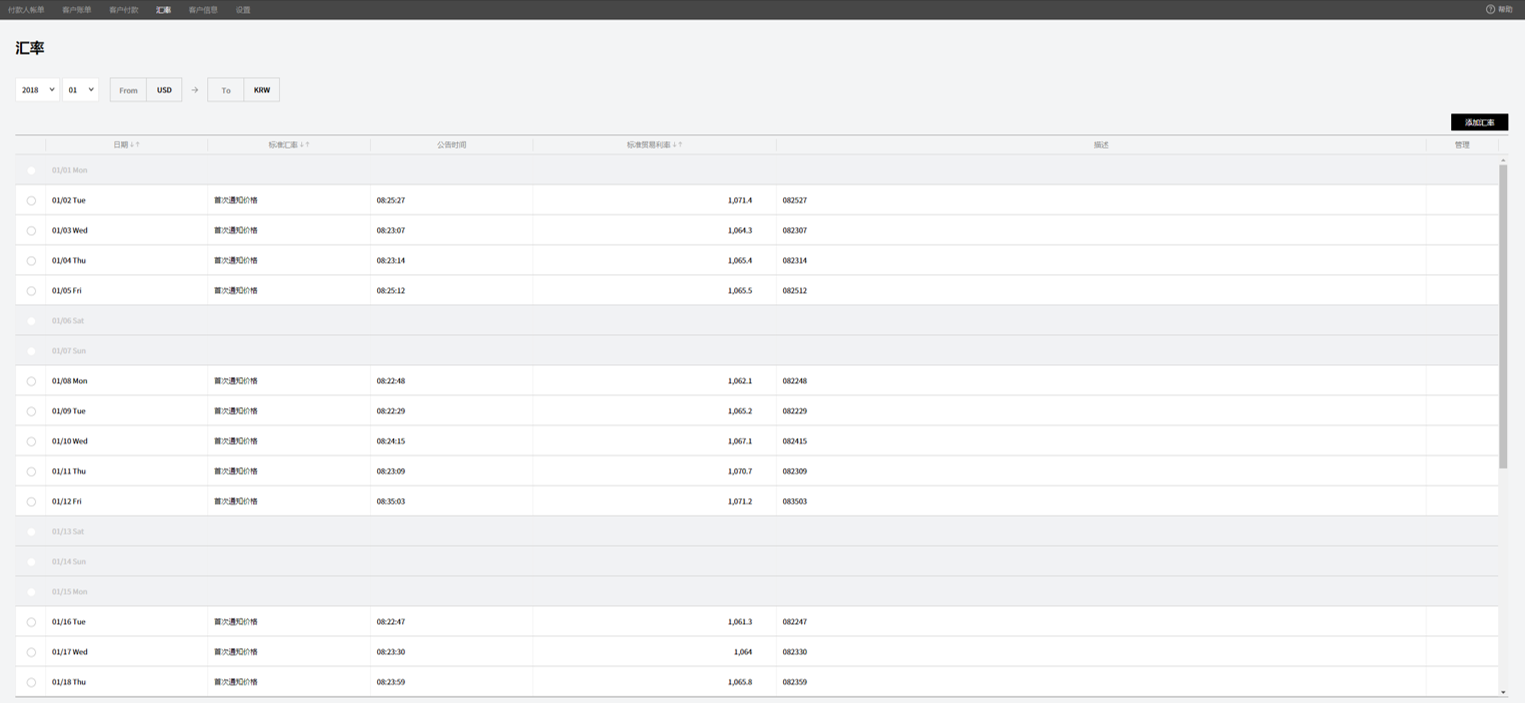 付款人帐单 客户账单 客户付款 汇率 客户信息 设置 帮助
汇率
2018 01 From USD → To KRW
添加汇率
日期↓↑ 标准汇率↓↑ 公告时间 标准贸易利率↓↑ 描述 管理
01/01 Mon
01/02 Tue 首次通知价格 08:25:27 1,071.4 082527
01/03 Wed 首次通知价格 08:23:07 1,064.3 082307
01/04 Thu 首次通知价格 08:23:14 1,065.4 082314
01/05 Fri 首次通知价格 08:25:12 1,065.5 082512
01/06 Sat
01/07 Sun
01/08 Mon 首次通知价格 08:22:48 1,062.1 082248
01/09 Tue 首次通知价格 08:22:29 1,065.2 082229
01/10 Wed 首次通知价格 08:24:15 1,067.1 082415
01/11 Thu 首次通知价格 08:23:09 1,070.7 082309
01/12 Fri 首次通知价格 08:35:03 1,071.2 083503
01/13 Sat
01/14 Sun
01/15 Mon
01/16 Tue 首次通知价格 08:22:47 1,061.3 082247
01/17 Wed 首次通知价格 08:23:30 1,064 082330
01/18 Thu 首次通知价格 08:23:59 1,065.8 082359